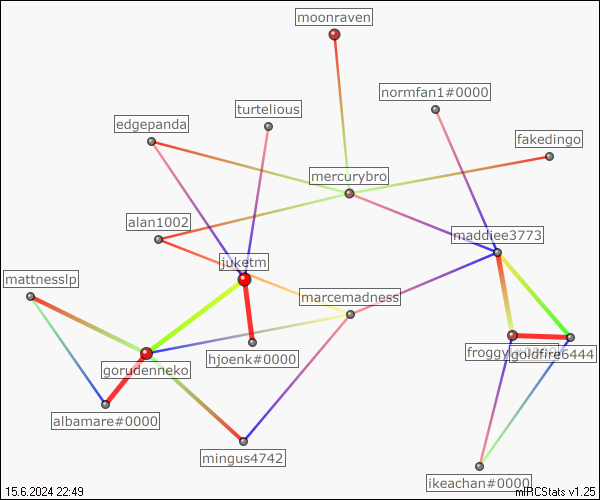 moonraven
normfan1#0000
turtelious
edgepanda
fakedingo
mercurybro
alan1002
maddiee3773
juketm
mattnesslp
marcemadness
froggy
goldfire6444
hjoenk#0000
gorudenneko
albamare#0000
mingus4742
ikeachan#0000
15.6.2024 22:49
mIRCStats v1.25